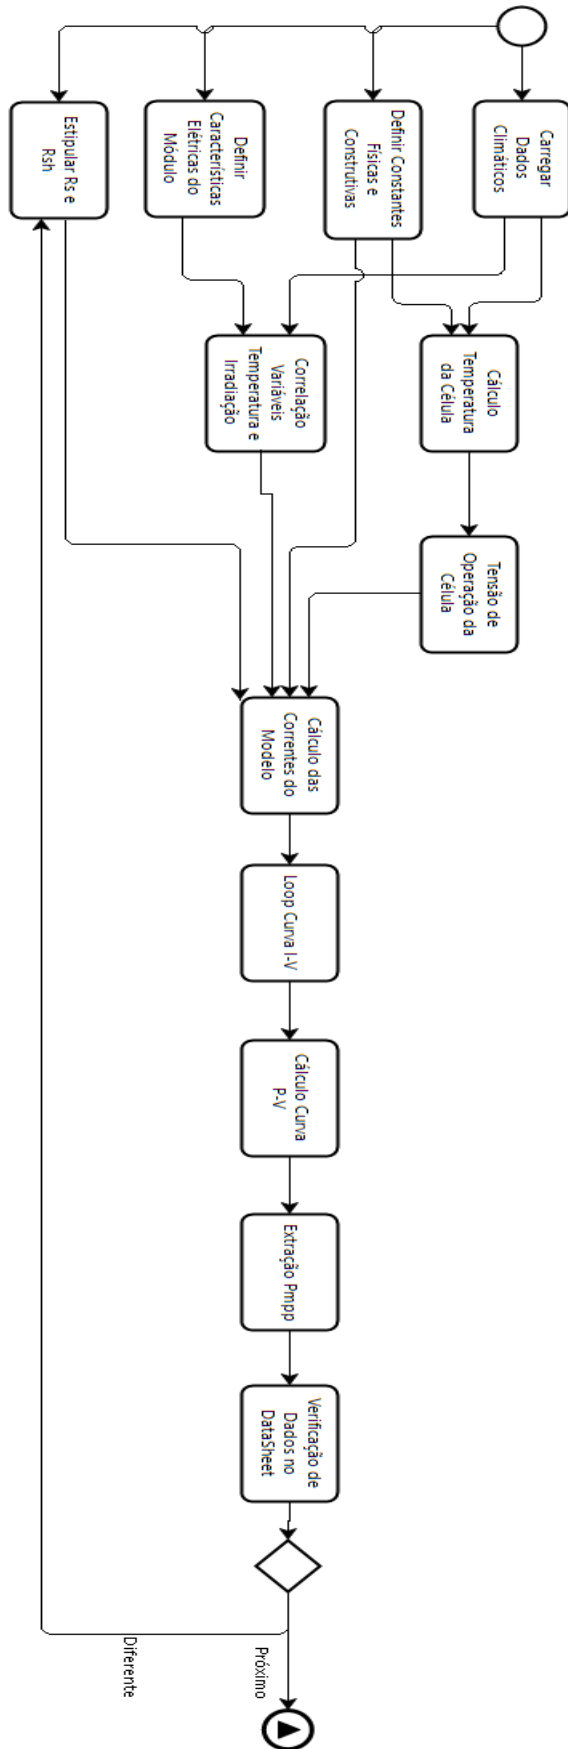 Carregar
Dados
Climáticos
Definir Constantes
Físicas e
Construtivas
Definir
Características
Elétricas do
Módulo
Estipular Rs e
Rsh
Cálculo
Temperatura
da Célula
Correlação
Variáveis
Temperatura e
Irradiação
Tensão de
Operação da
Célula
Cálculo das
Correntes do
Modelo
Loop Curva I-V
Cálculo Curva
P-V
Extração Pmpp
Verificação de
Dados no
DataSheet
Próximo
Diferente